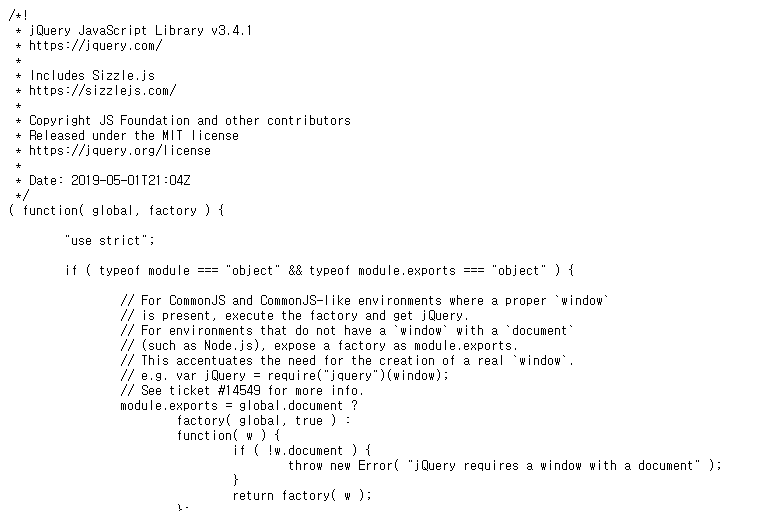 /*!
 * jQuery JavaScript Library v3.4.1
 * https://jquery.com/
 *
 * Includes Sizzle.js
 * https://sizzlejs.com/
 *
 * Copyright JS Foundation and other contributors
 * Released under the MIT license
 * https://jquery.org/license
 *
 * Date: 2019-05-01T21:04Z
 */
( function( global, factory ) {

	"use strict";

	if ( typeof module === "object" && typeof module.exports === "object" ) {

		// For CommonJS and CommonJS-like environments where a proper `window`
		// is present, execute the factory and get jQuery.
		// For environments that do not have a `window` with a `document`
		// (such as Node.js), expose a factory as module.exports.
		// This accentuates the need for the creation of a real `window`.
		// e.g. var jQuery = require("jquery")(window);
		// See ticket #14549 for more info.
		module.exports = global.document ?
			factory( global, true ) :
			function( w ) {
				if ( !w.document ) {
					throw new Error( "jQuery requires a window with a document" );
				}
				return factory( w );
			};